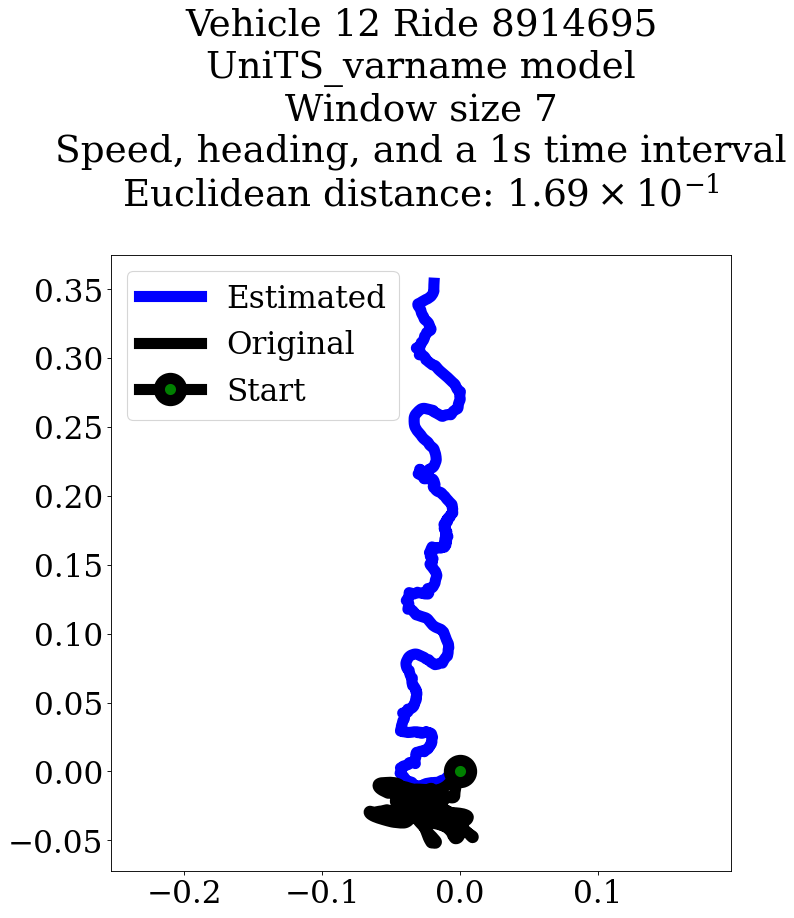 Vehicle 12 Ride 8914695
UniTS_varname model
Window size 7
Speed, heading, and a 1s time interval
Euclidean distance: 1.69 × 10⁻¹
Estimated
Original
Start
0.35
0.30
0.25
0.20
0.15
0.10
0.05
0.00
−0.05
−0.2
−0.1
0.0
0.1